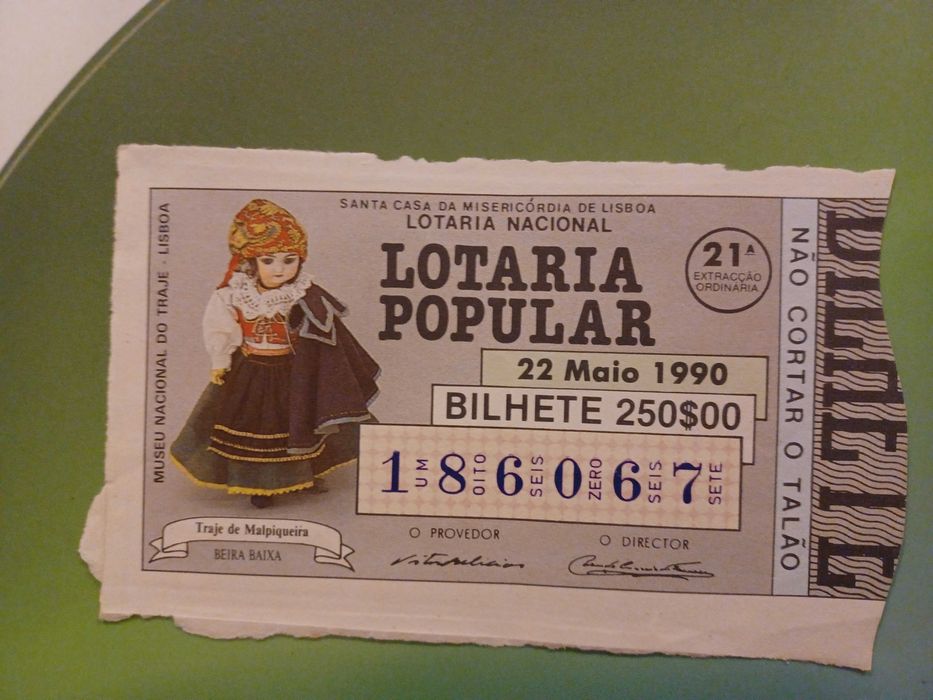 SANTA CASA DA MISERICÓRDIA DE LISBOA
LOTARIA NACIONAL
LOTARIA
POPULAR
21ª
EXTRACÇÃO
ORDINÁRIA
22 Maio 1990
BILHETE 250$00
1 UM 8 OITO 6 SEIS 0 ZERO 6 SEIS 7 SETE
O PROVEDOR
O DIRECTOR
MUSEU NACIONAL DO TRAJE - LISBOA
Traje de Malpiqueira
BEIRA BAIXA
NÃO CORTAR O TALÃO